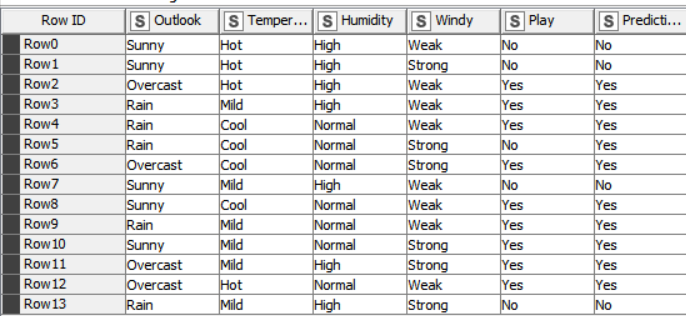 Row ID S Outlook S Temper... S Humidity S Windy S Play S Predicti...
Row0 Sunny Hot High Weak No No
Row1 Sunny Hot High Strong No No
Row2 Overcast Hot High Weak Yes Yes
Row3 Rain Mild High Weak Yes Yes
Row4 Rain Cool Normal Weak Yes Yes
Row5 Rain Cool Normal Strong No Yes
Row6 Overcast Cool Normal Strong Yes Yes
Row7 Sunny Mild High Weak No No
Row8 Sunny Cool Normal Weak Yes Yes
Row9 Rain Mild Normal Weak Yes Yes
Row10 Sunny Mild Normal Strong Yes Yes
Row11 Overcast Mild High Strong Yes Yes
Row12 Overcast Hot Normal Weak Yes Yes
Row13 Rain Mild High Strong No No